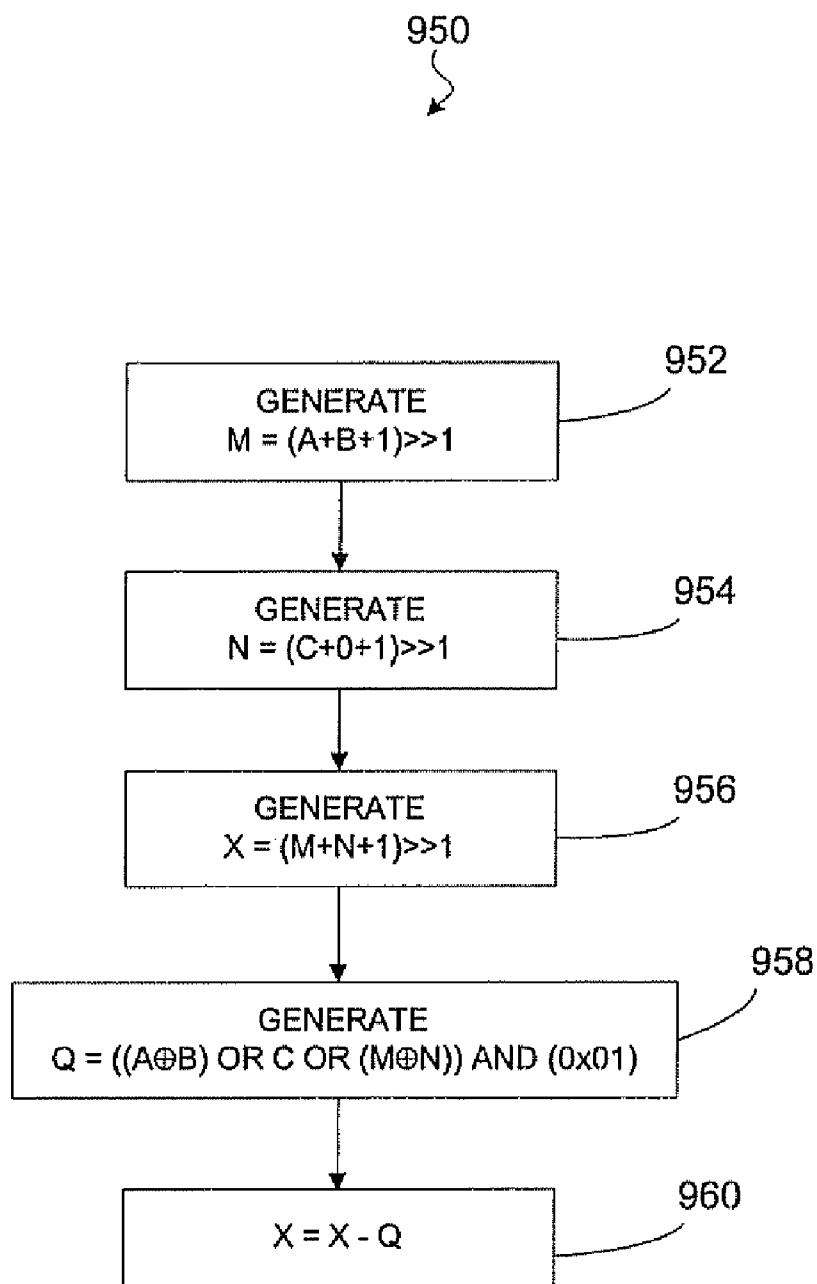 950
952
GENERATE
M = (A+B+1)>>1
954
GENERATE
N = (C+0+1)>>1
956
GENERATE
X = (M+N+1)>>1
958
GENERATE
Q = ((A⊕B) OR C OR (M⊕N)) AND (0x01)
960
X = X - Q